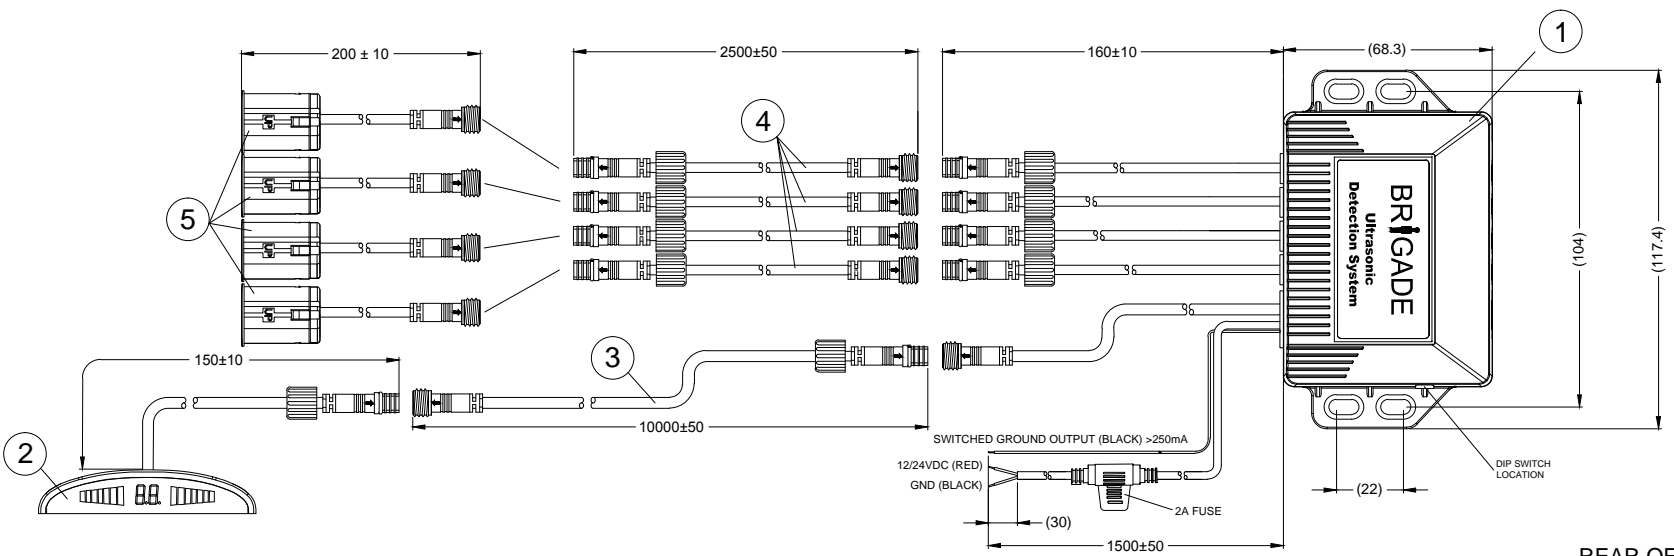 200 ± 10
2500±50
160±10
(68.3)
1
4
5
BRIGADE
Ultrasonic
Detection System
(104)
(117.4)
150±10
3
10000±50
2
SWITCHED GROUND OUTPUT (BLACK) >250mA
12/24VDC (RED)
GND (BLACK)
2A FUSE
(30)
1500±50
DIP SWITCH
LOCATION
(22)
REAR OF